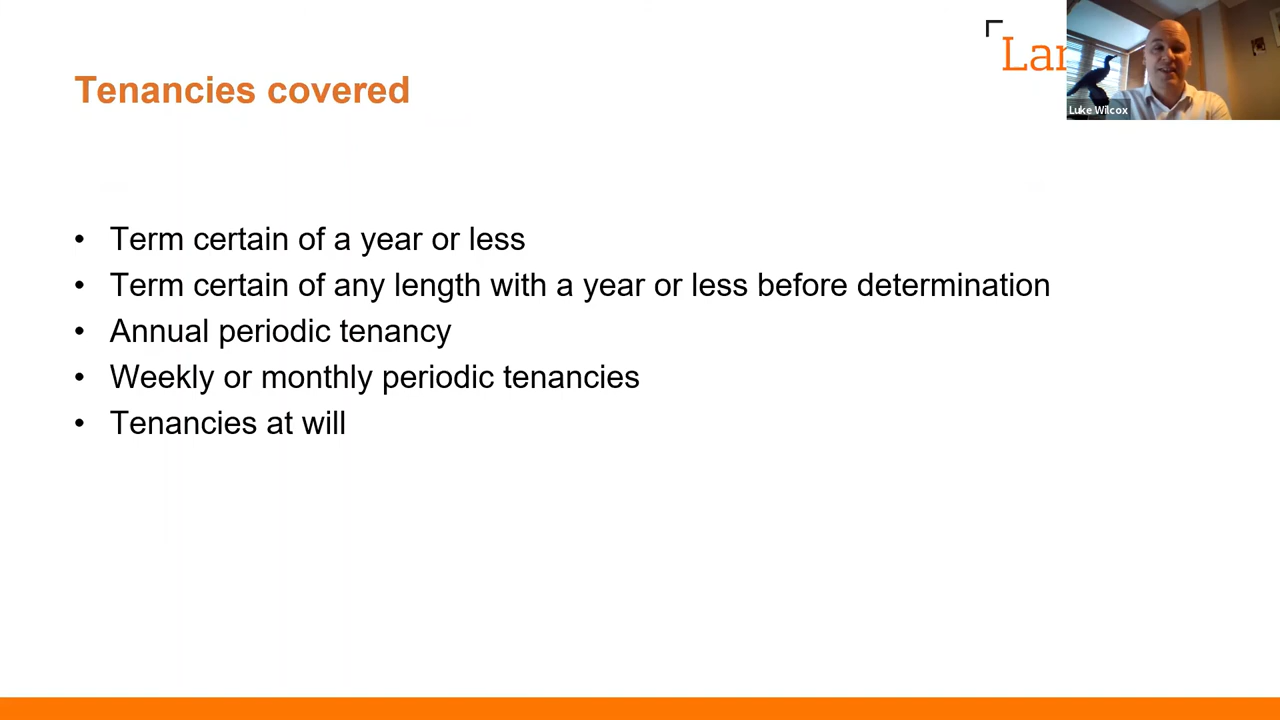 Tenancies covered
Luke Wilcox
• Term certain of a year or less
• Term certain of any length with a year or less before determination
• Annual periodic tenancy
• Weekly or monthly periodic tenancies
• Tenancies at will